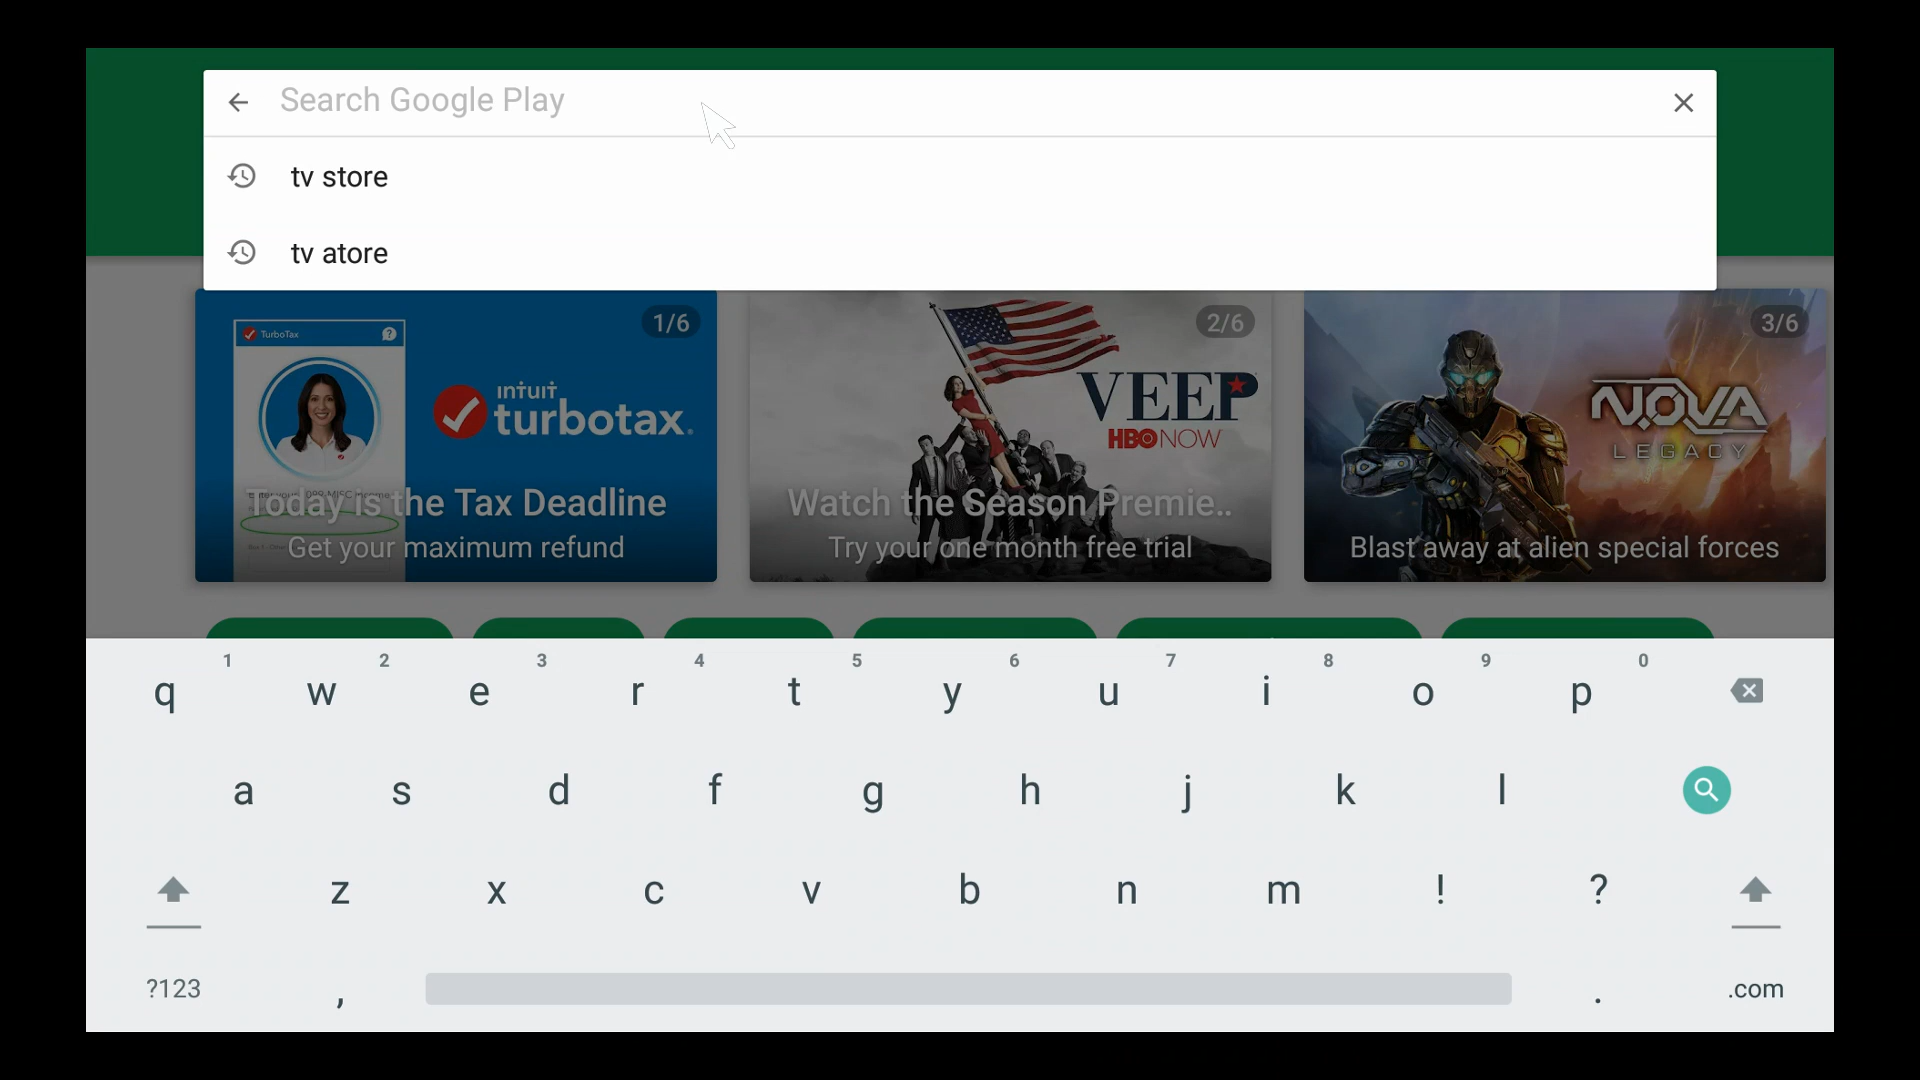 Search Google Play
tv store
tv atore
1/6
TurboTax
intuit
turbotax.
Today is the Tax Deadline
Get your maximum refund
2/6
VEEP
HBO NOW
Watch the Season Premie..
Try your one month free trial
3/6
N.O.V.A
LEGACY
Blast away at alien special forces
1 2 3 4 5 6 7 8 9 0
q w e r t y u i o p
a s d f g h j k l
z x c v b n m ! ?
?123 , . .com